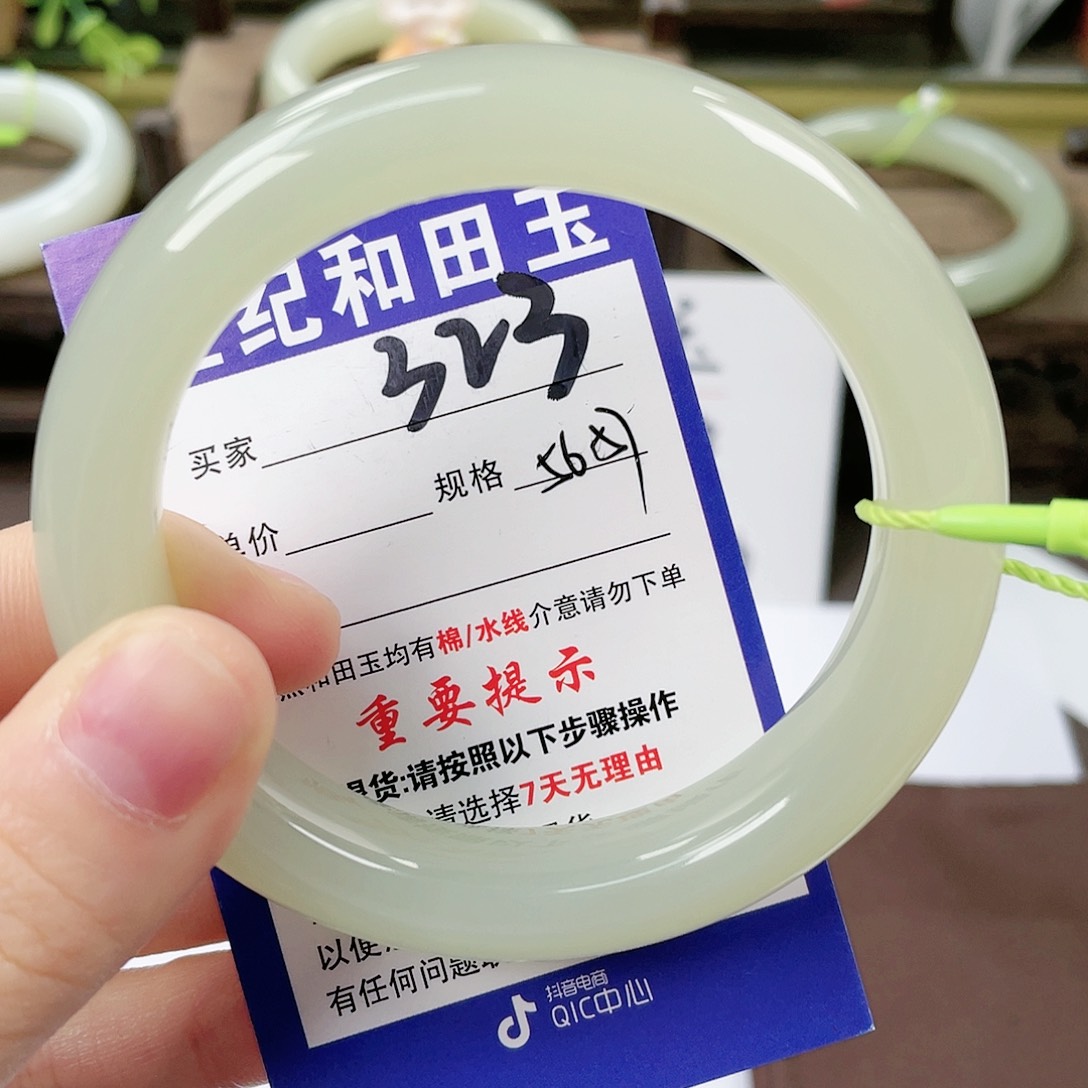 纪和田玉
323
买家
规格 56
单价
和田玉均有棉/水线介意请勿下单
重要提示
退货:请按照以下步骤操作
请选择7天无理由
以便
有任何问题
抖音电商
QIC中心